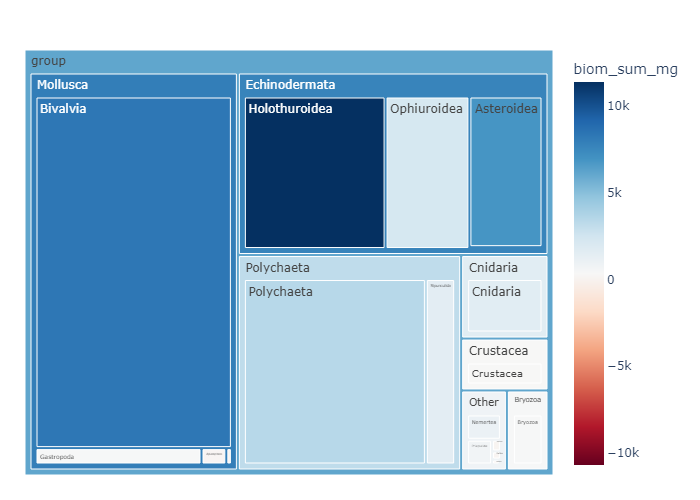 group
biom_sum_mg
Mollusca
Echinodermata
Bivalvia
Holothuroidea
Ophiuroidea
Asteroidea
10k
5k
0
−5k
−10k
Polychaeta
Polychaeta
Cnidaria
Cnidaria
Crustacea
Crustacea
Other
Bryozoa
Nemertea
Bryozoa
Gastropoda